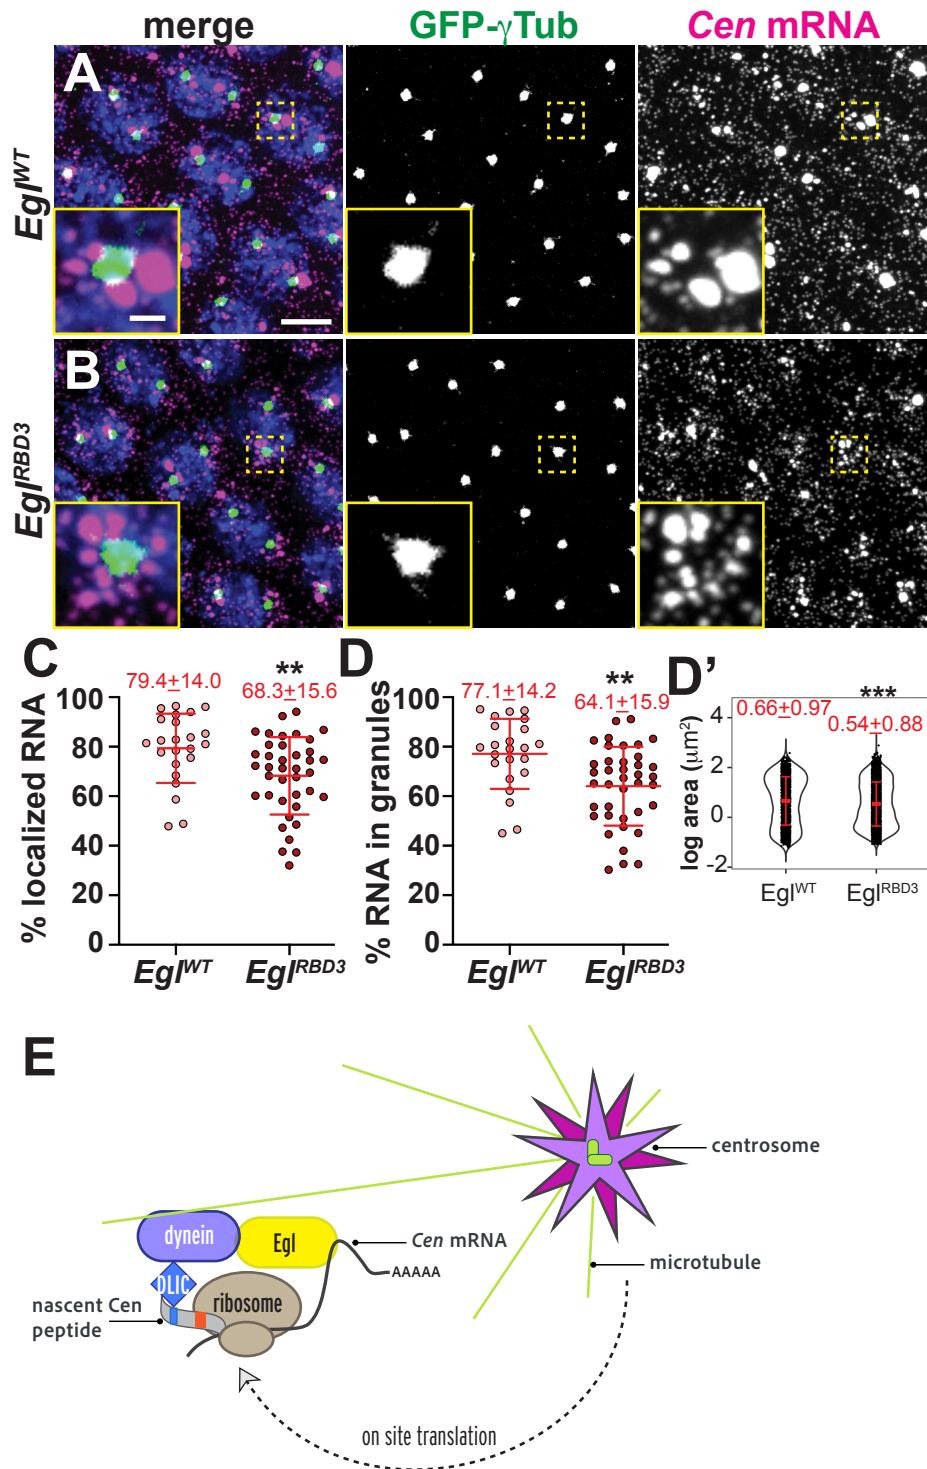 merge GFP-γTub Cen mRNA
A
Egl^WT
B
Egl^RBD3
C
79.4±14.0
**
68.3±15.6
% localized RNA
100
80
60
40
20
0
Egl^WT Egl^RBD3
D
77.1±14.2
**
64.1±15.9
% RNA in granules
100
80
60
40
20
0
Egl^WT Egl^RBD3
D'
0.66±0.97
***
0.54±0.88
log area (μm²)
4
2
0
-2
Egl^WT Egl^RBD3
E
centrosome
dynein
Egl
Cen mRNA
AAAAA
microtubule
DLIC
ribosome
nascent Cen
peptide
on site translation